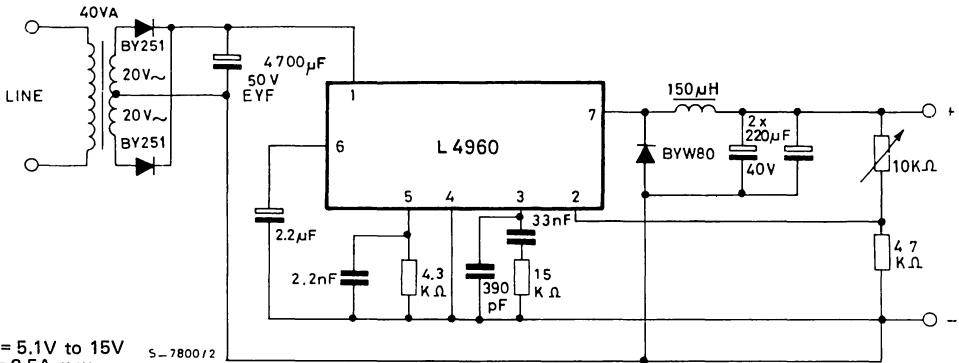 40VA
BY251
20V~
LINE
20V~
BY251
4700µF
50V
EYF
1
6
L4960
7
5
4
3
2
2.2µF
2.2nF
4.3
KΩ
390
pF
33nF
15
KΩ
150µH
BYW80
2x
220µF
40V
+
10KΩ
4.7
KΩ
–
= 5.1V to 15V
S–7800/2